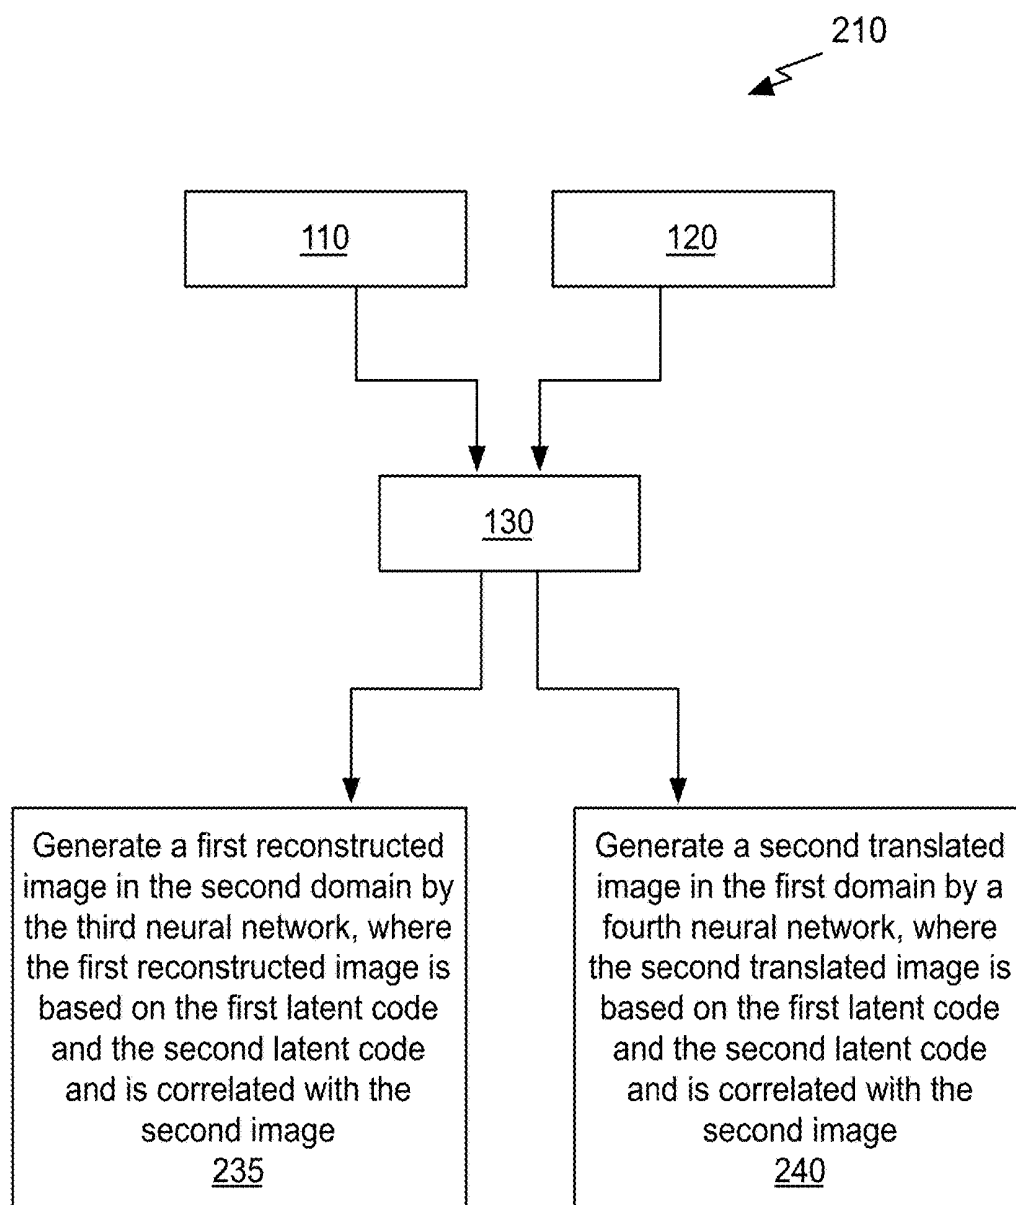 210
110
120
130
Generate a first reconstructed
image in the second domain by
the third neural network, where
the first reconstructed image is
based on the first latent code
and the second latent code
and is correlated with the
second image
235
Generate a second translated
image in the first domain by a
fourth neural network, where
the second translated image is
based on the first latent code
and the second latent code
and is correlated with the
second image
240